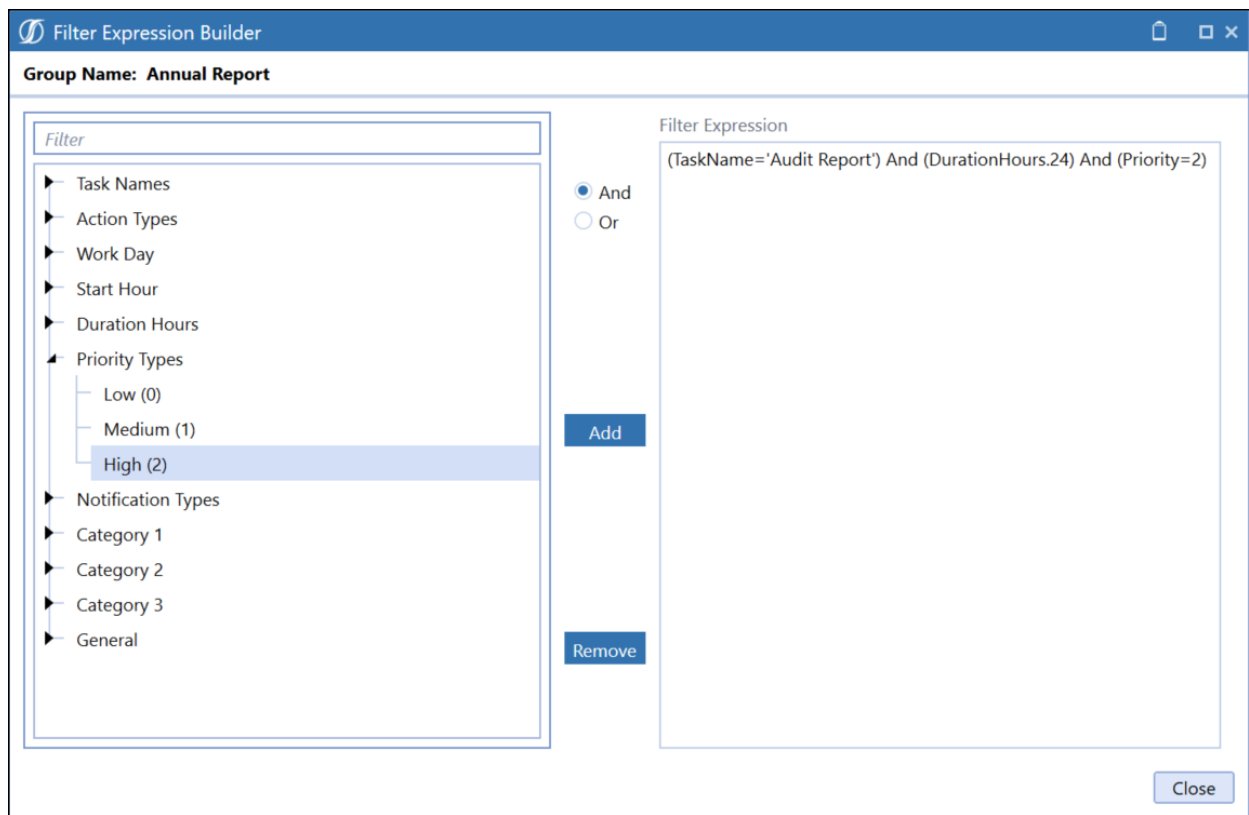 Filter Expression Builder
Group Name: Annual Report
Filter
Task Names
Action Types
Work Day
Start Hour
Duration Hours
Priority Types
Low (0)
Medium (1)
High (2)
Notification Types
Category 1
Category 2
Category 3
General
And
Or
Add
Remove
Filter Expression
(TaskName='Audit Report') And (DurationHours.24) And (Priority=2)
Close